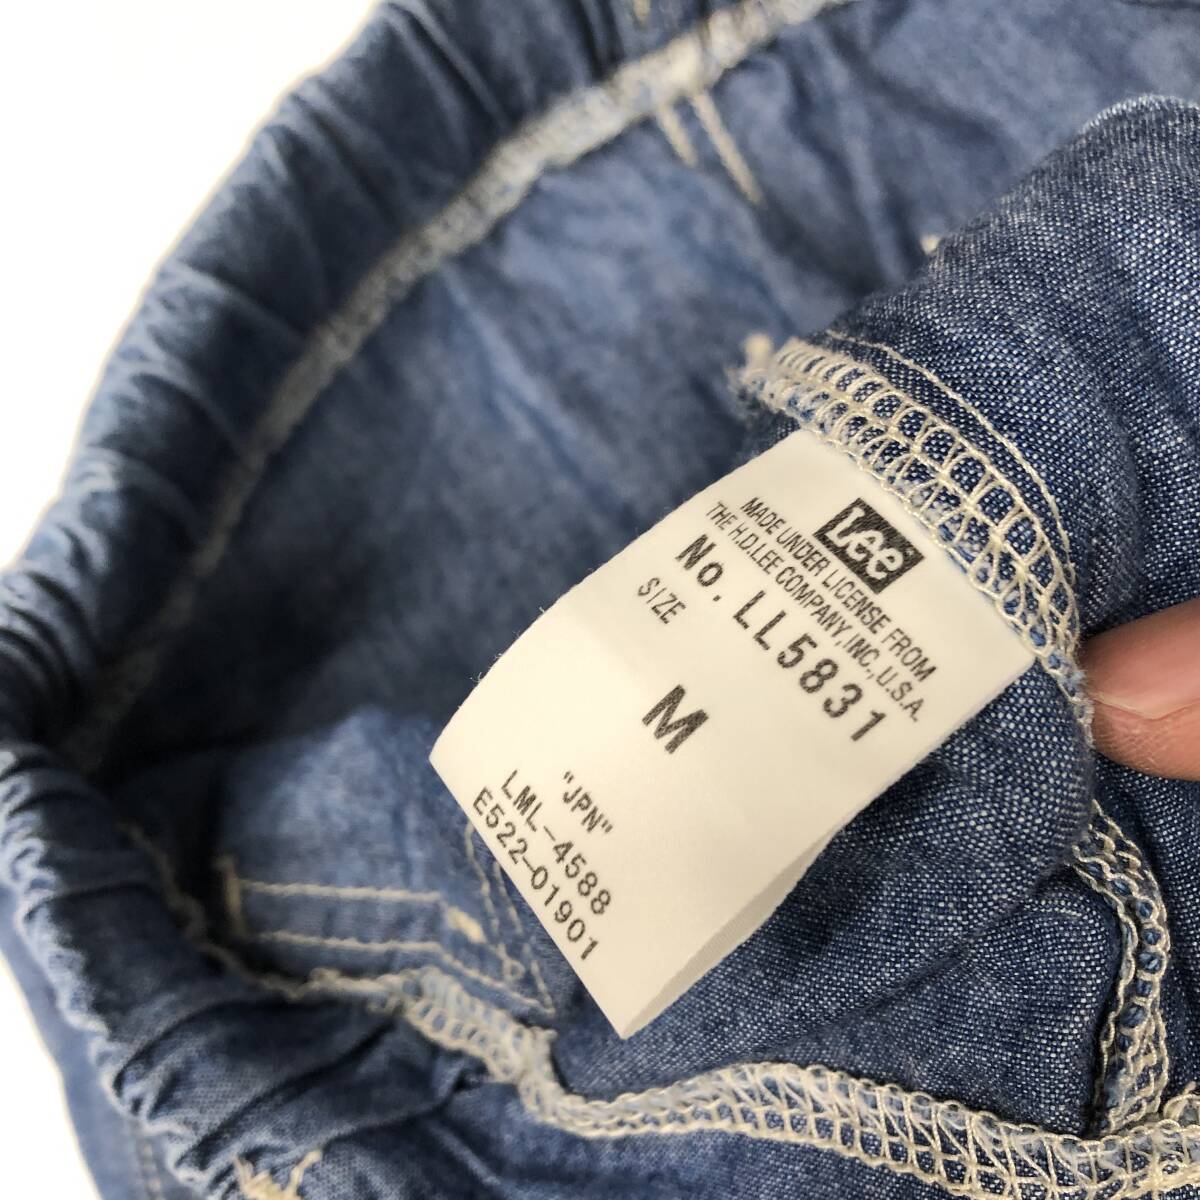 Lee
MADE UNDER LICENSE FROM
THE H.D.LEE COMPANY,INC.,U.S.A.
No. LL5831
SIZE
M
"JPN"
LML-4588
E522-01901